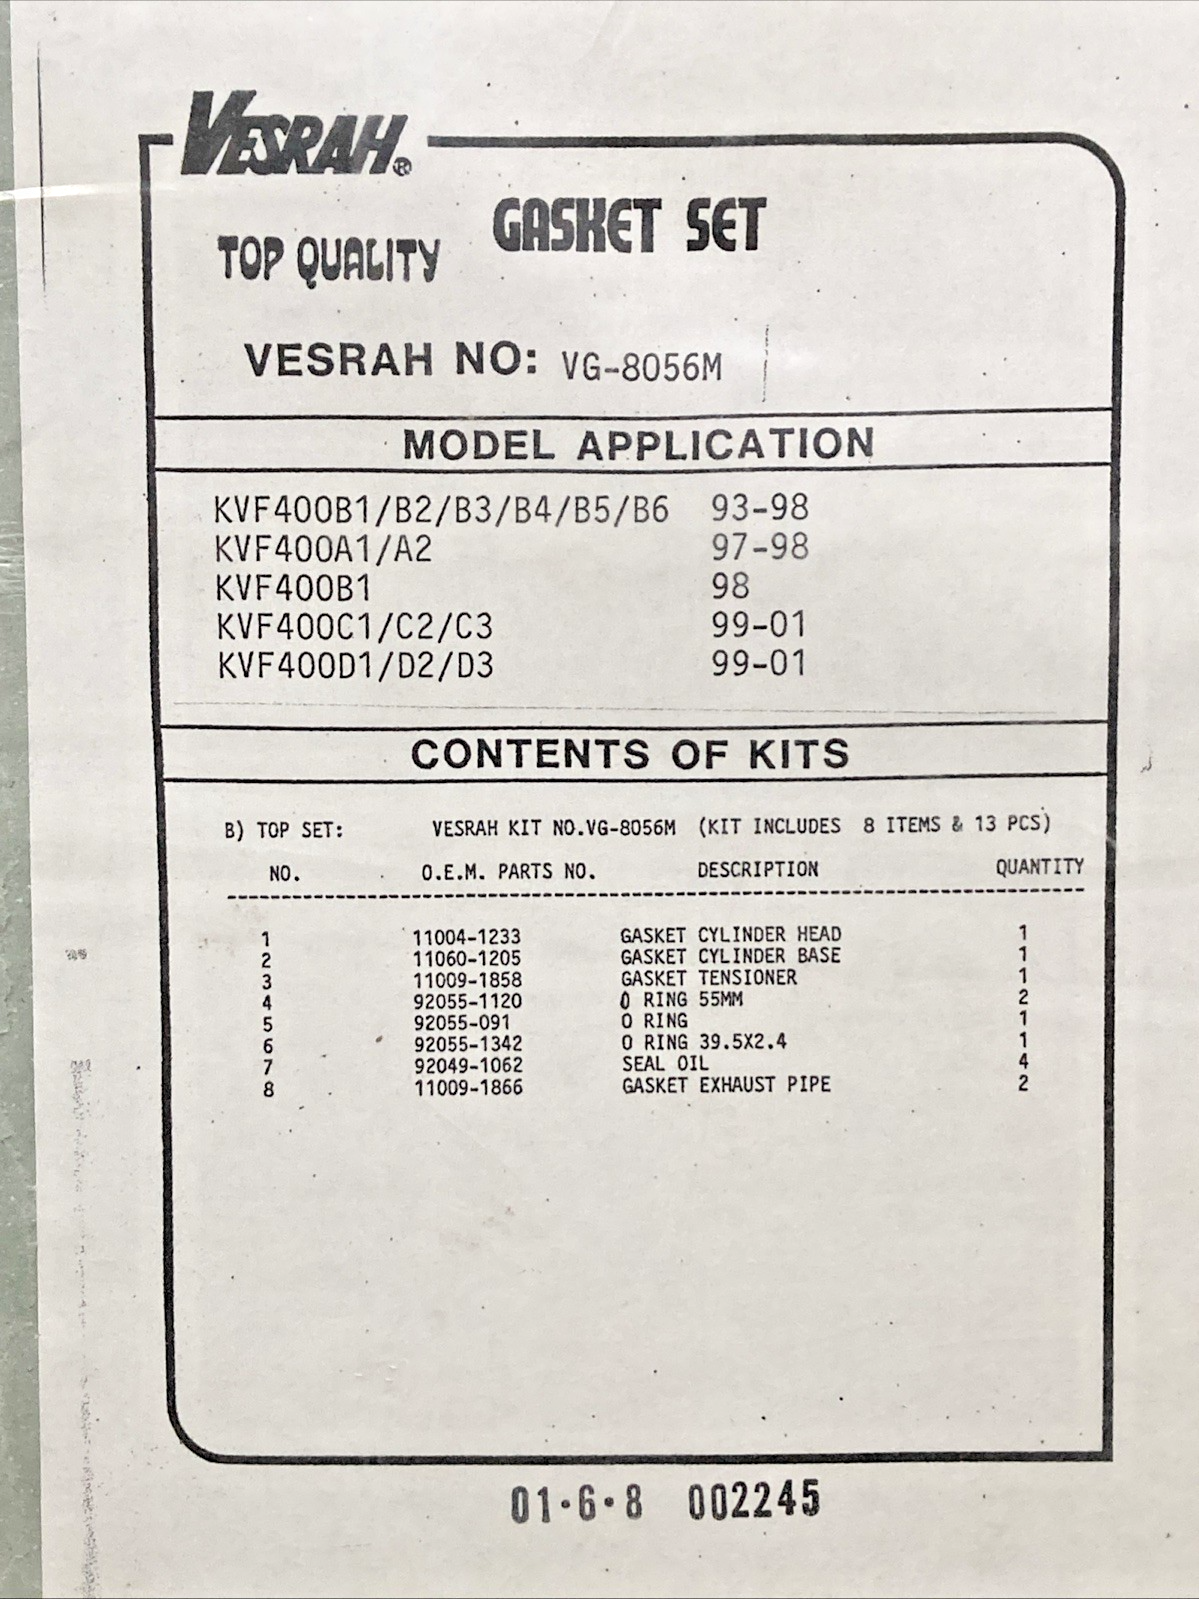 VESRAH®
GASKET SET
TOP QUALITY
VESRAH NO: VG-8056M
MODEL APPLICATION
KVF400B1/B2/B3/B4/B5/B6 93-98
KVF400A1/A2 97-98
KVF400B1 98
KVF400C1/C2/C3 99-01
KVF400D1/D2/D3 99-01
CONTENTS OF KITS
B) TOP SET: VESRAH KIT NO.VG-8056M (KIT INCLUDES 8 ITEMS & 13 PCS)
NO. O.E.M. PARTS NO. DESCRIPTION QUANTITY
1 11004-1233 GASKET CYLINDER HEAD 1
2 11060-1205 GASKET CYLINDER BASE 1
3 11009-1858 GASKET TENSIONER 1
4 92055-1120 O RING 55MM 2
5 92055-091 O RING 1
6 92055-1342 O RING 39.5X2.4 1
7 92049-1062 SEAL OIL 4
8 11009-1866 GASKET EXHAUST PIPE 2
01·6·8 002245